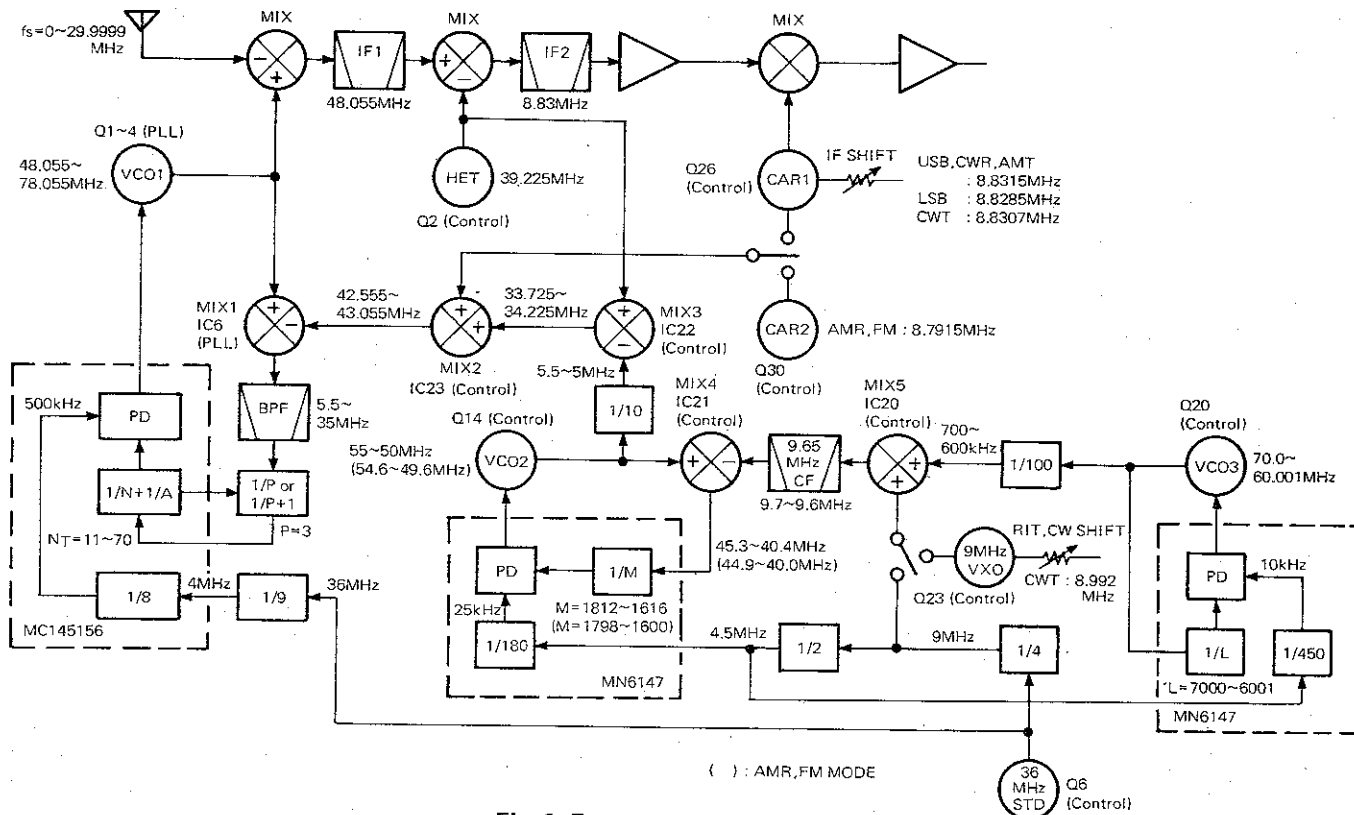 fs=0~29.9999
MHz
MIX
MIX
MIX
IF1
IF2
48.055MHz
8.83MHz
Q1~4 (PLL)
48.055~
78.055MHz.
VCO1
HET
39.225MHz
Q2 (Control)
Q26
(Control)
CAR1
IF SHIFT
USB,CWR,AMT
: 8.8315MHz
LSB : 8.8285MHz
CWT : 8.8307MHz
MIX1
IC6
(PLL)
42.555~
43.055MHz
33.725~
34.225MHz
MIX3
IC22
(Control)
CAR2
AMR, FM : 8.7915MHz
Q30
(Control)
MIX2
IC23 (Control)
5.5~5MHz
500kHz
PD
BPF
5.5~
35MHz
Q14 (Control)
1/10
MIX4
IC21
(Control)
MIX5
IC20
(Control)
700~
600kHz
Q20
(Control)
55~50MHz
(54.6~49.6MHz)
VCO2
9.65
MHz
CF
1/100
VCO3
70.0~
60.001MHz
9.7~9.6MHz
1/N+1/A
1/P or
1/P+1
P=3
NT=11~70
45.3~40.4MHz
(44.9~40.0MHz)
9MHz
VXO
RIT, CW SHIFT
CWT : 8.992
MHz
Q23 (Control)
PD
1/M
PD
10kHz
4MHz
36MHz
1/8
1/9
25kHz
M=1812~1616
(M=1798~1600)
4.5MHz
1/2
9MHz
1/4
1/L
1/450
MC145156
1/180
MN6147
L=7000~6001
MN6147
( ) : AMR,FM MODE
36
MHz
STD
Q6
(Control)